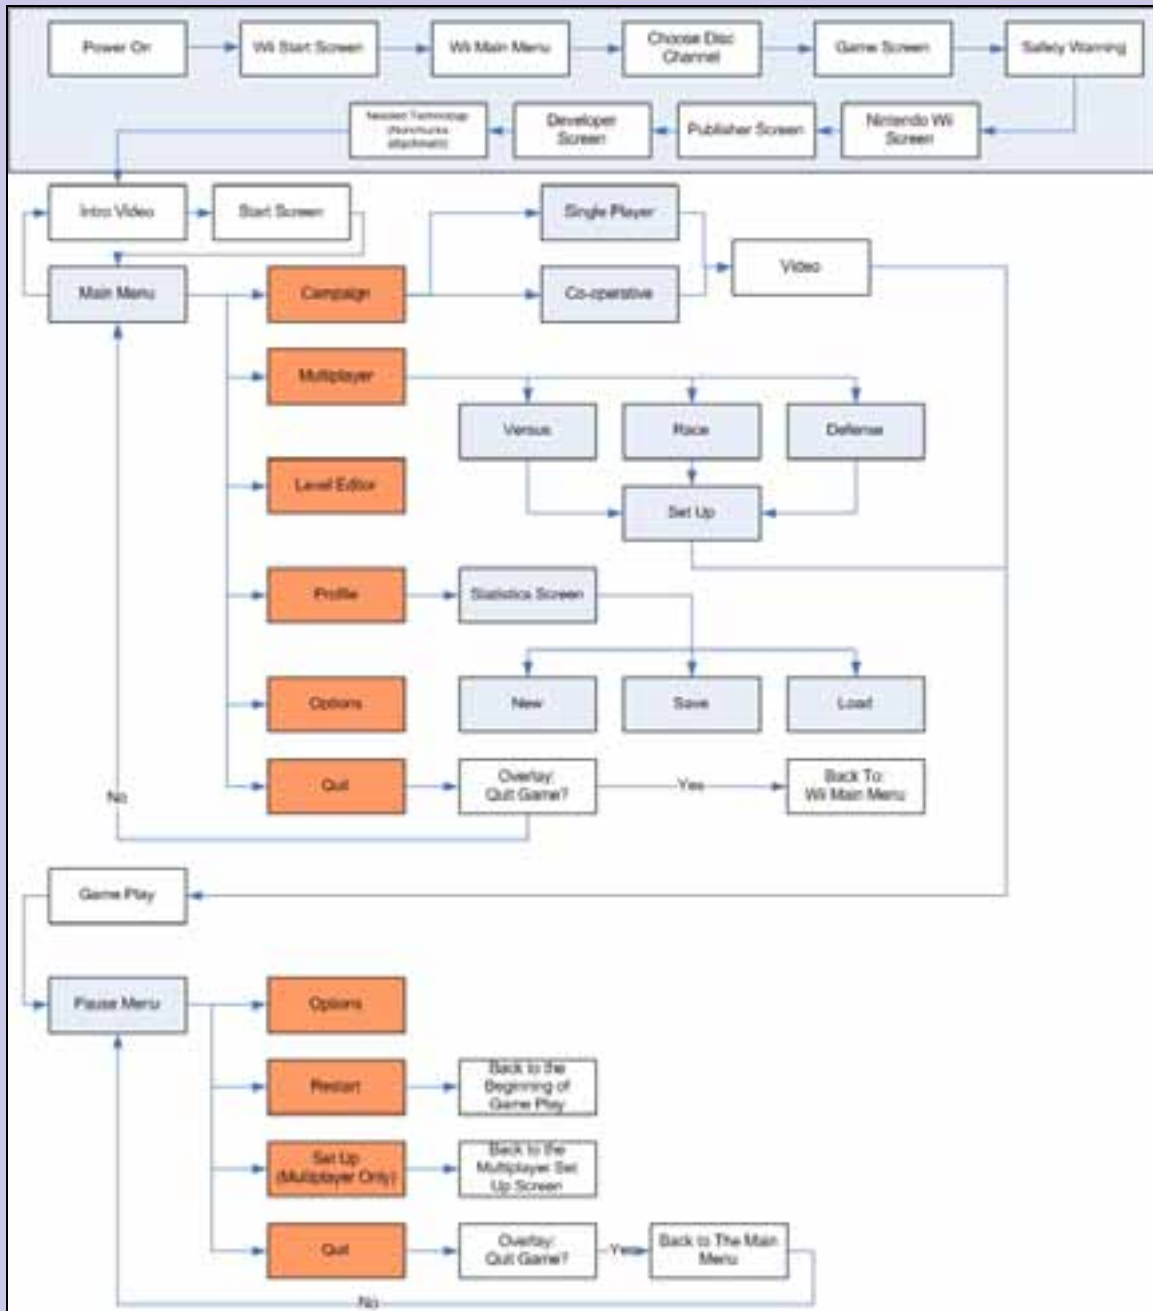 Power On
Wii Start Screen
Wii Main Menu
Choose Disc
Channel
Game Screen
Safety Warning
Needed Technology
(Nunchucks
attachment)
Developer
Screen
Publisher Screen
Nintendo Wii
Screen
Intro Video
Start Screen
Single Player
Video
Main Menu
Campaign
Co-operative
Multiplayer
Versus
Race
Defense
Level Editor
Set Up
Profile
Statistics Screen
Options
New
Save
Load
Quit
Overlay:
Quit Game?
Yes
Back To:
Wii Main Menu
No
Game Play
Pause Menu
Options
Restart
Back to the
Beginning of
Game Play
Set Up
(Multiplayer Only)
Back to the
Multiplayer Set
Up Screen
Quit
Overlay:
Quit Game?
Yes
Back to The Main
Menu
No